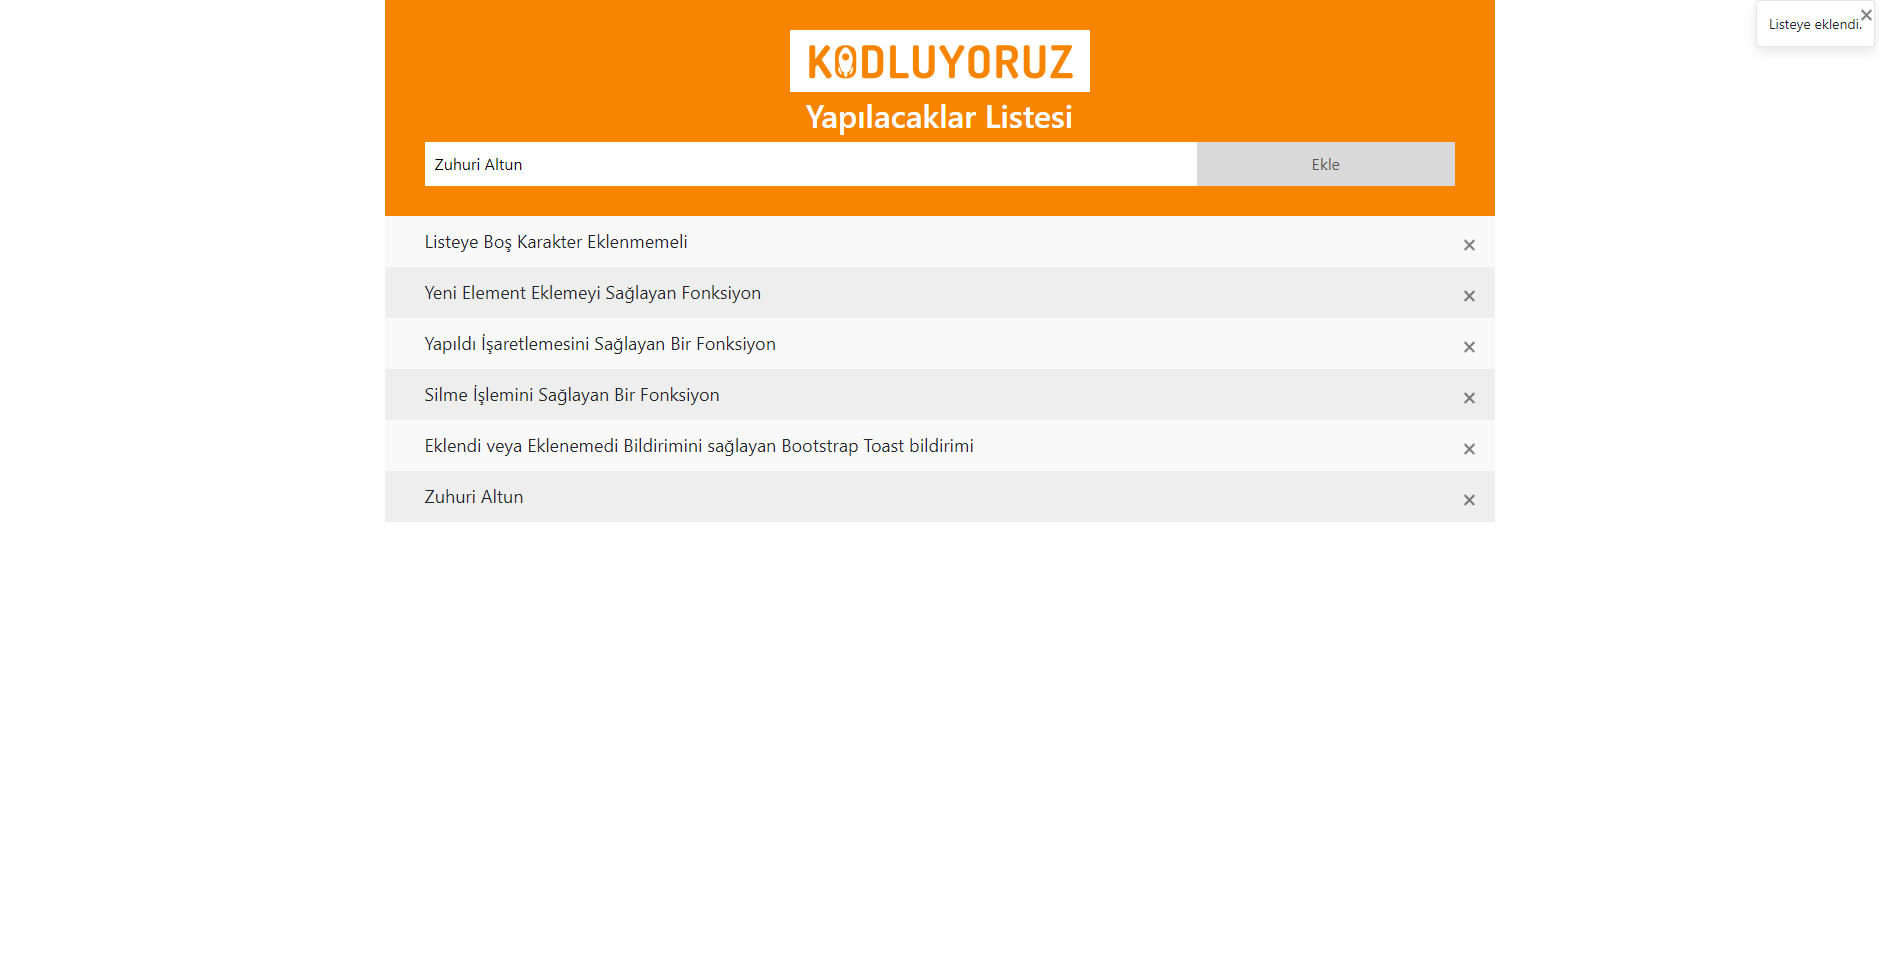 KODLUYORUZ
Listeye eklendi. ×
Yapılacaklar Listesi
Zuhuri Altun Ekle
Listeye Boş Karakter Eklenmemeli ×
Yeni Element Eklemeyi Sağlayan Fonksiyon ×
Yapıldı İşaretlemesini Sağlayan Bir Fonksiyon ×
Silme İşlemini Sağlayan Bir Fonksiyon ×
Eklendi veya Eklenemedi Bildirimini sağlayan Bootstrap Toast bildirimi ×
Zuhuri Altun ×